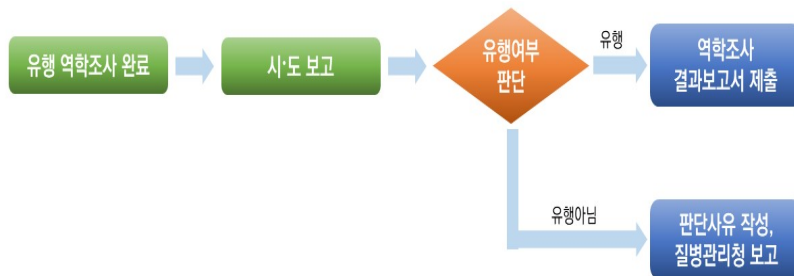 유행 역학조사 완료
시·도 보고
유행여부
판단
유행
역학조사
결과보고서 제출
유행아님
판단사유 작성,
질병관리청 보고